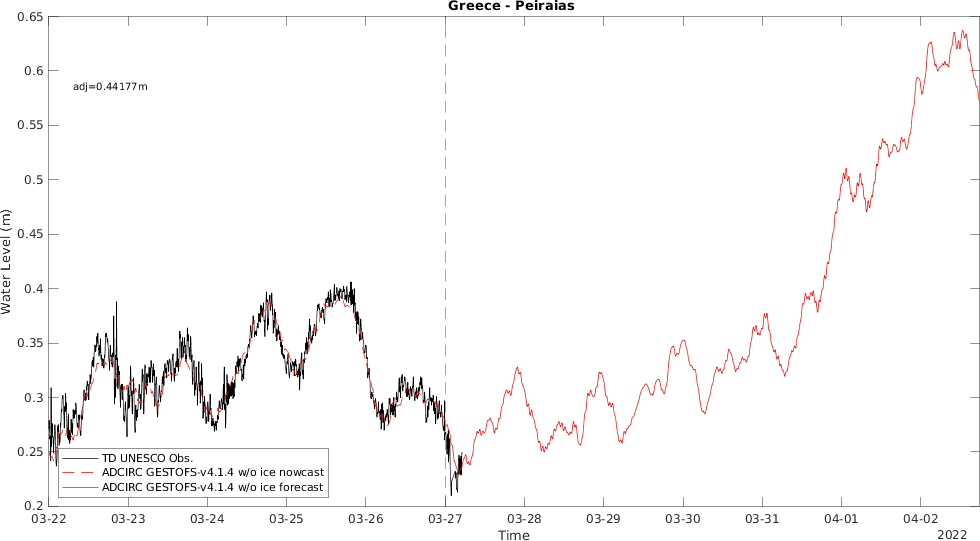 Greece - Peiraias
0.65
0.6
0.55
0.5
0.45
0.4
0.35
0.3
0.25
0.2
Water Level (m)
adj=0.44177m
TD UNESCO Obs.
ADCIRC GESTOFS-v4.1.4 w/o ice nowcast
ADCIRC GESTOFS-v4.1.4 w/o ice forecast
03-22 03-23 03-24 03-25 03-26 03-27 03-28 03-29 03-30 03-31 04-01 04-02
Time
2022